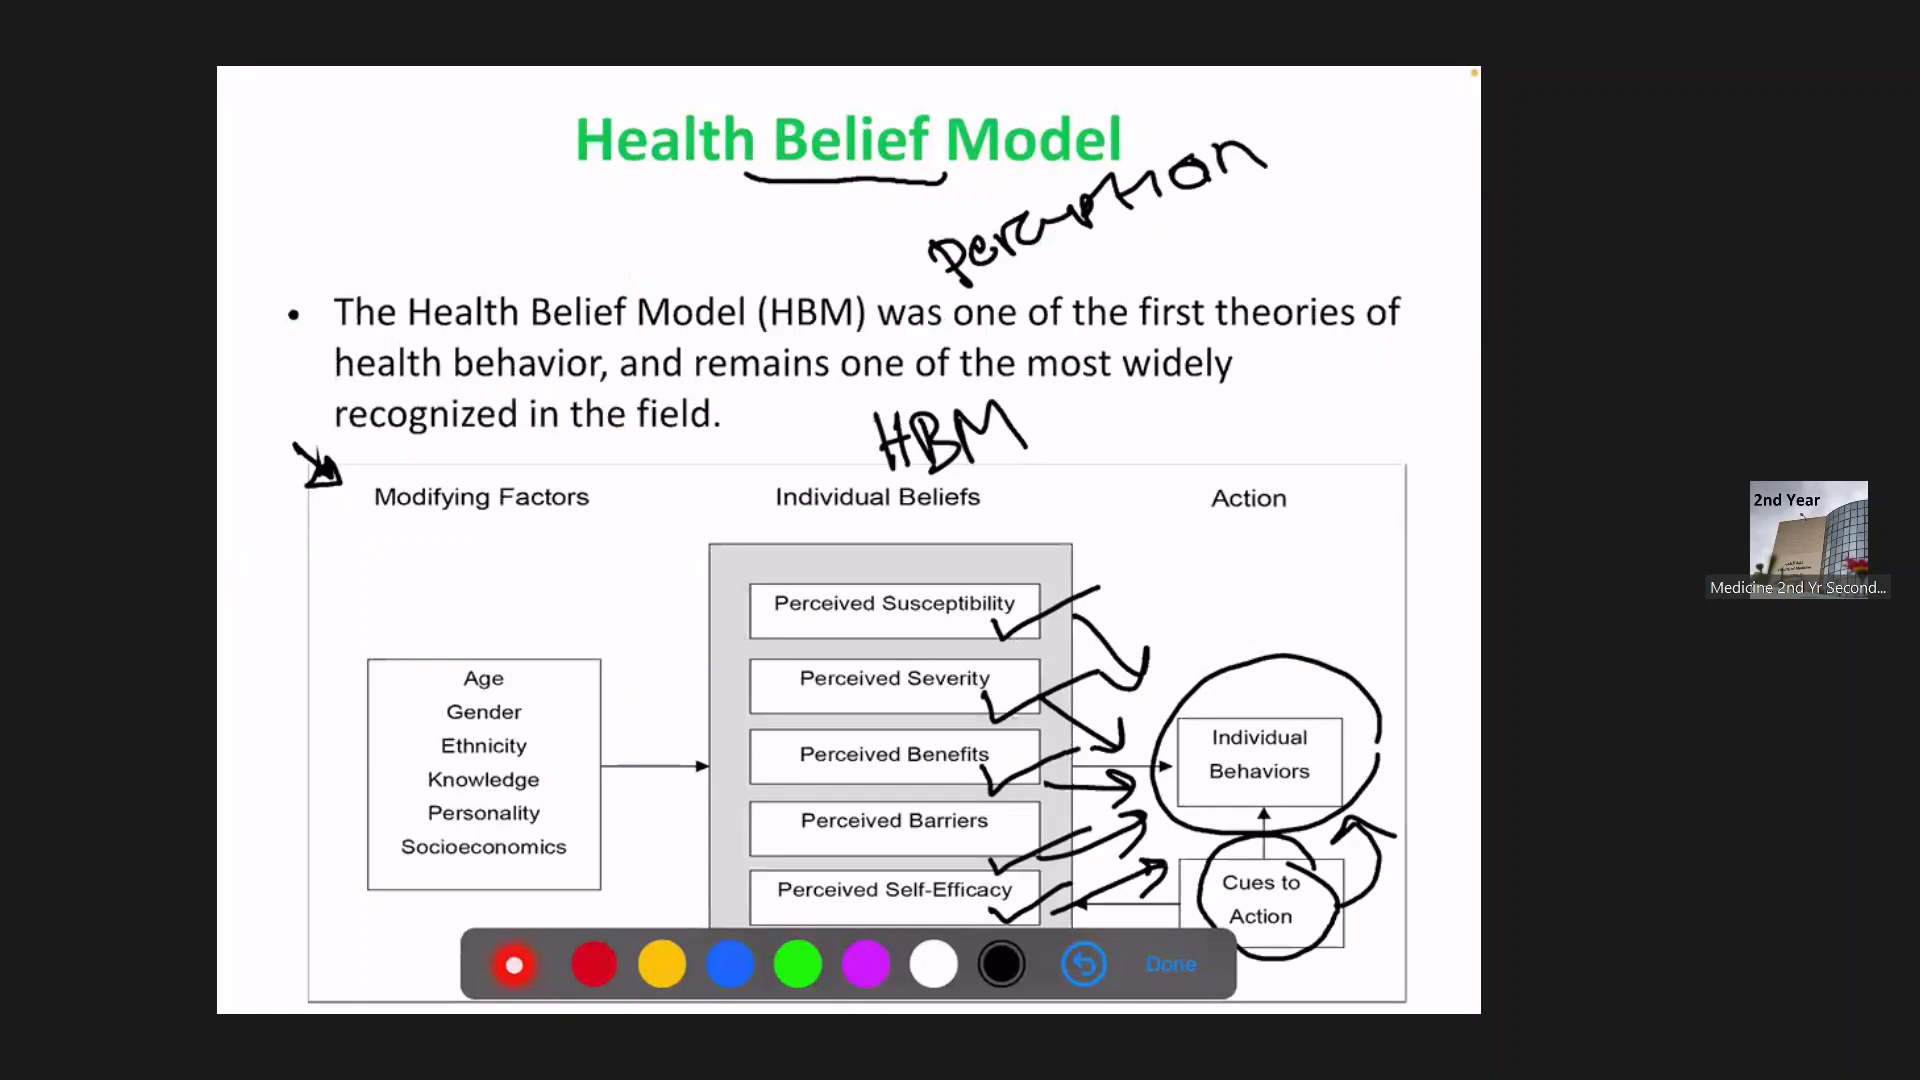 Health Belief Model
perception
• The Health Belief Model (HBM) was one of the first theories of
health behavior, and remains one of the most widely
recognized in the field.
HBM
Modifying Factors
Individual Beliefs
Action
Age
Gender
Ethnicity
Knowledge
Personality
Socioeconomics
Perceived Susceptibility
Perceived Severity
Perceived Benefits
Perceived Barriers
Perceived Self-Efficacy
Individual
Behaviors
Cues to
Action
Done
2nd Year
Medicine 2nd Yr Second...